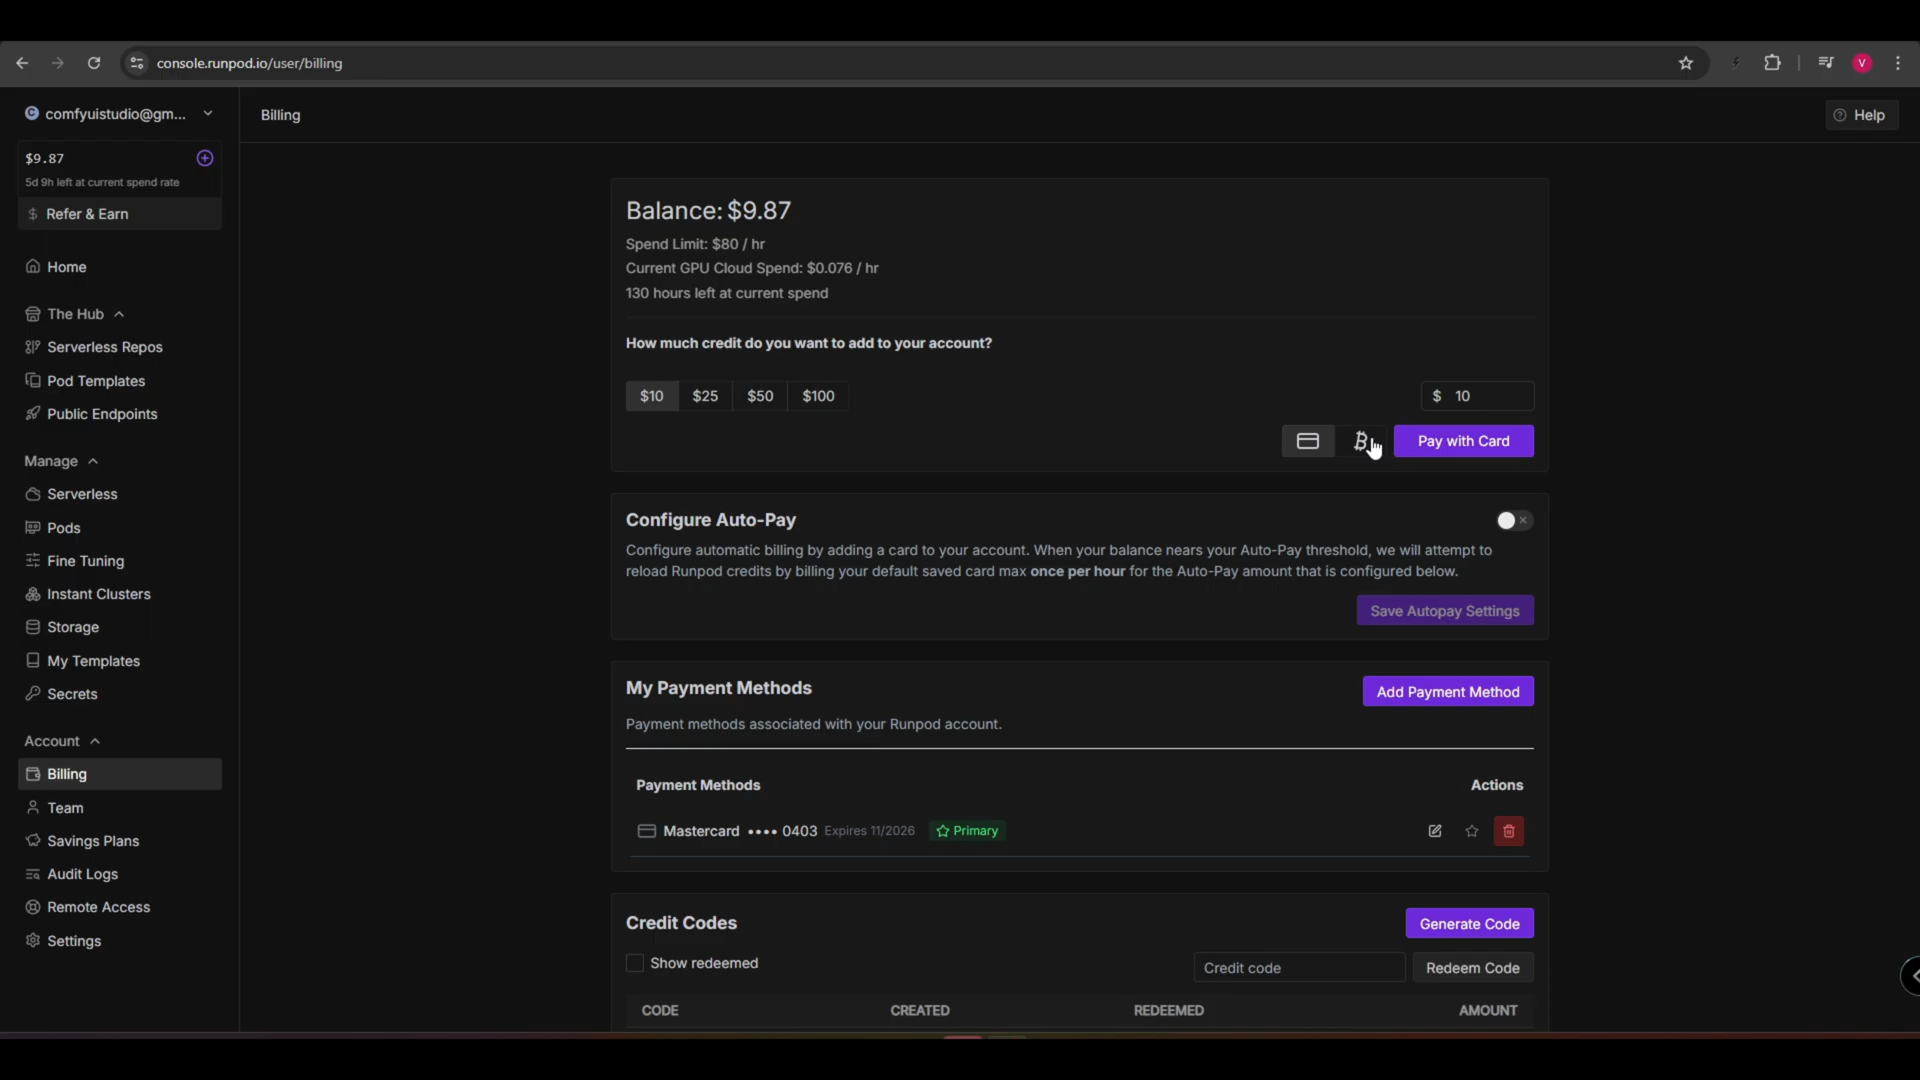 console.runpod.io/user/billing
V
C comfyuistudio@gm...
Billing
Help
$9.87
5d 9h left at current spend rate
$ Refer & Earn
Home
The Hub
Serverless Repos
Pod Templates
Public Endpoints
Manage
Serverless
Pods
Fine Tuning
Instant Clusters
Storage
My Templates
Secrets
Account
Billing
Team
Savings Plans
Audit Logs
Remote Access
Settings
Balance: $9.87
Spend Limit: $80 / hr
Current GPU Cloud Spend: $0.076 / hr
130 hours left at current spend
How much credit do you want to add to your account?
$10 $25 $50 $100 $ 10
Pay with Card
Configure Auto-Pay
Configure automatic billing by adding a card to your account. When your balance nears your Auto-Pay threshold, we will attempt to
reload Runpod credits by billing your default saved card max once per hour for the Auto-Pay amount that is configured below.
Save Autopay Settings
My Payment Methods
Add Payment Method
Payment methods associated with your Runpod account.
Payment Methods Actions
Mastercard •••• 0403 Expires 11/2026 Primary
Credit Codes
Generate Code
Show redeemed
Credit code
Redeem Code
CODE CREATED REDEEMED AMOUNT